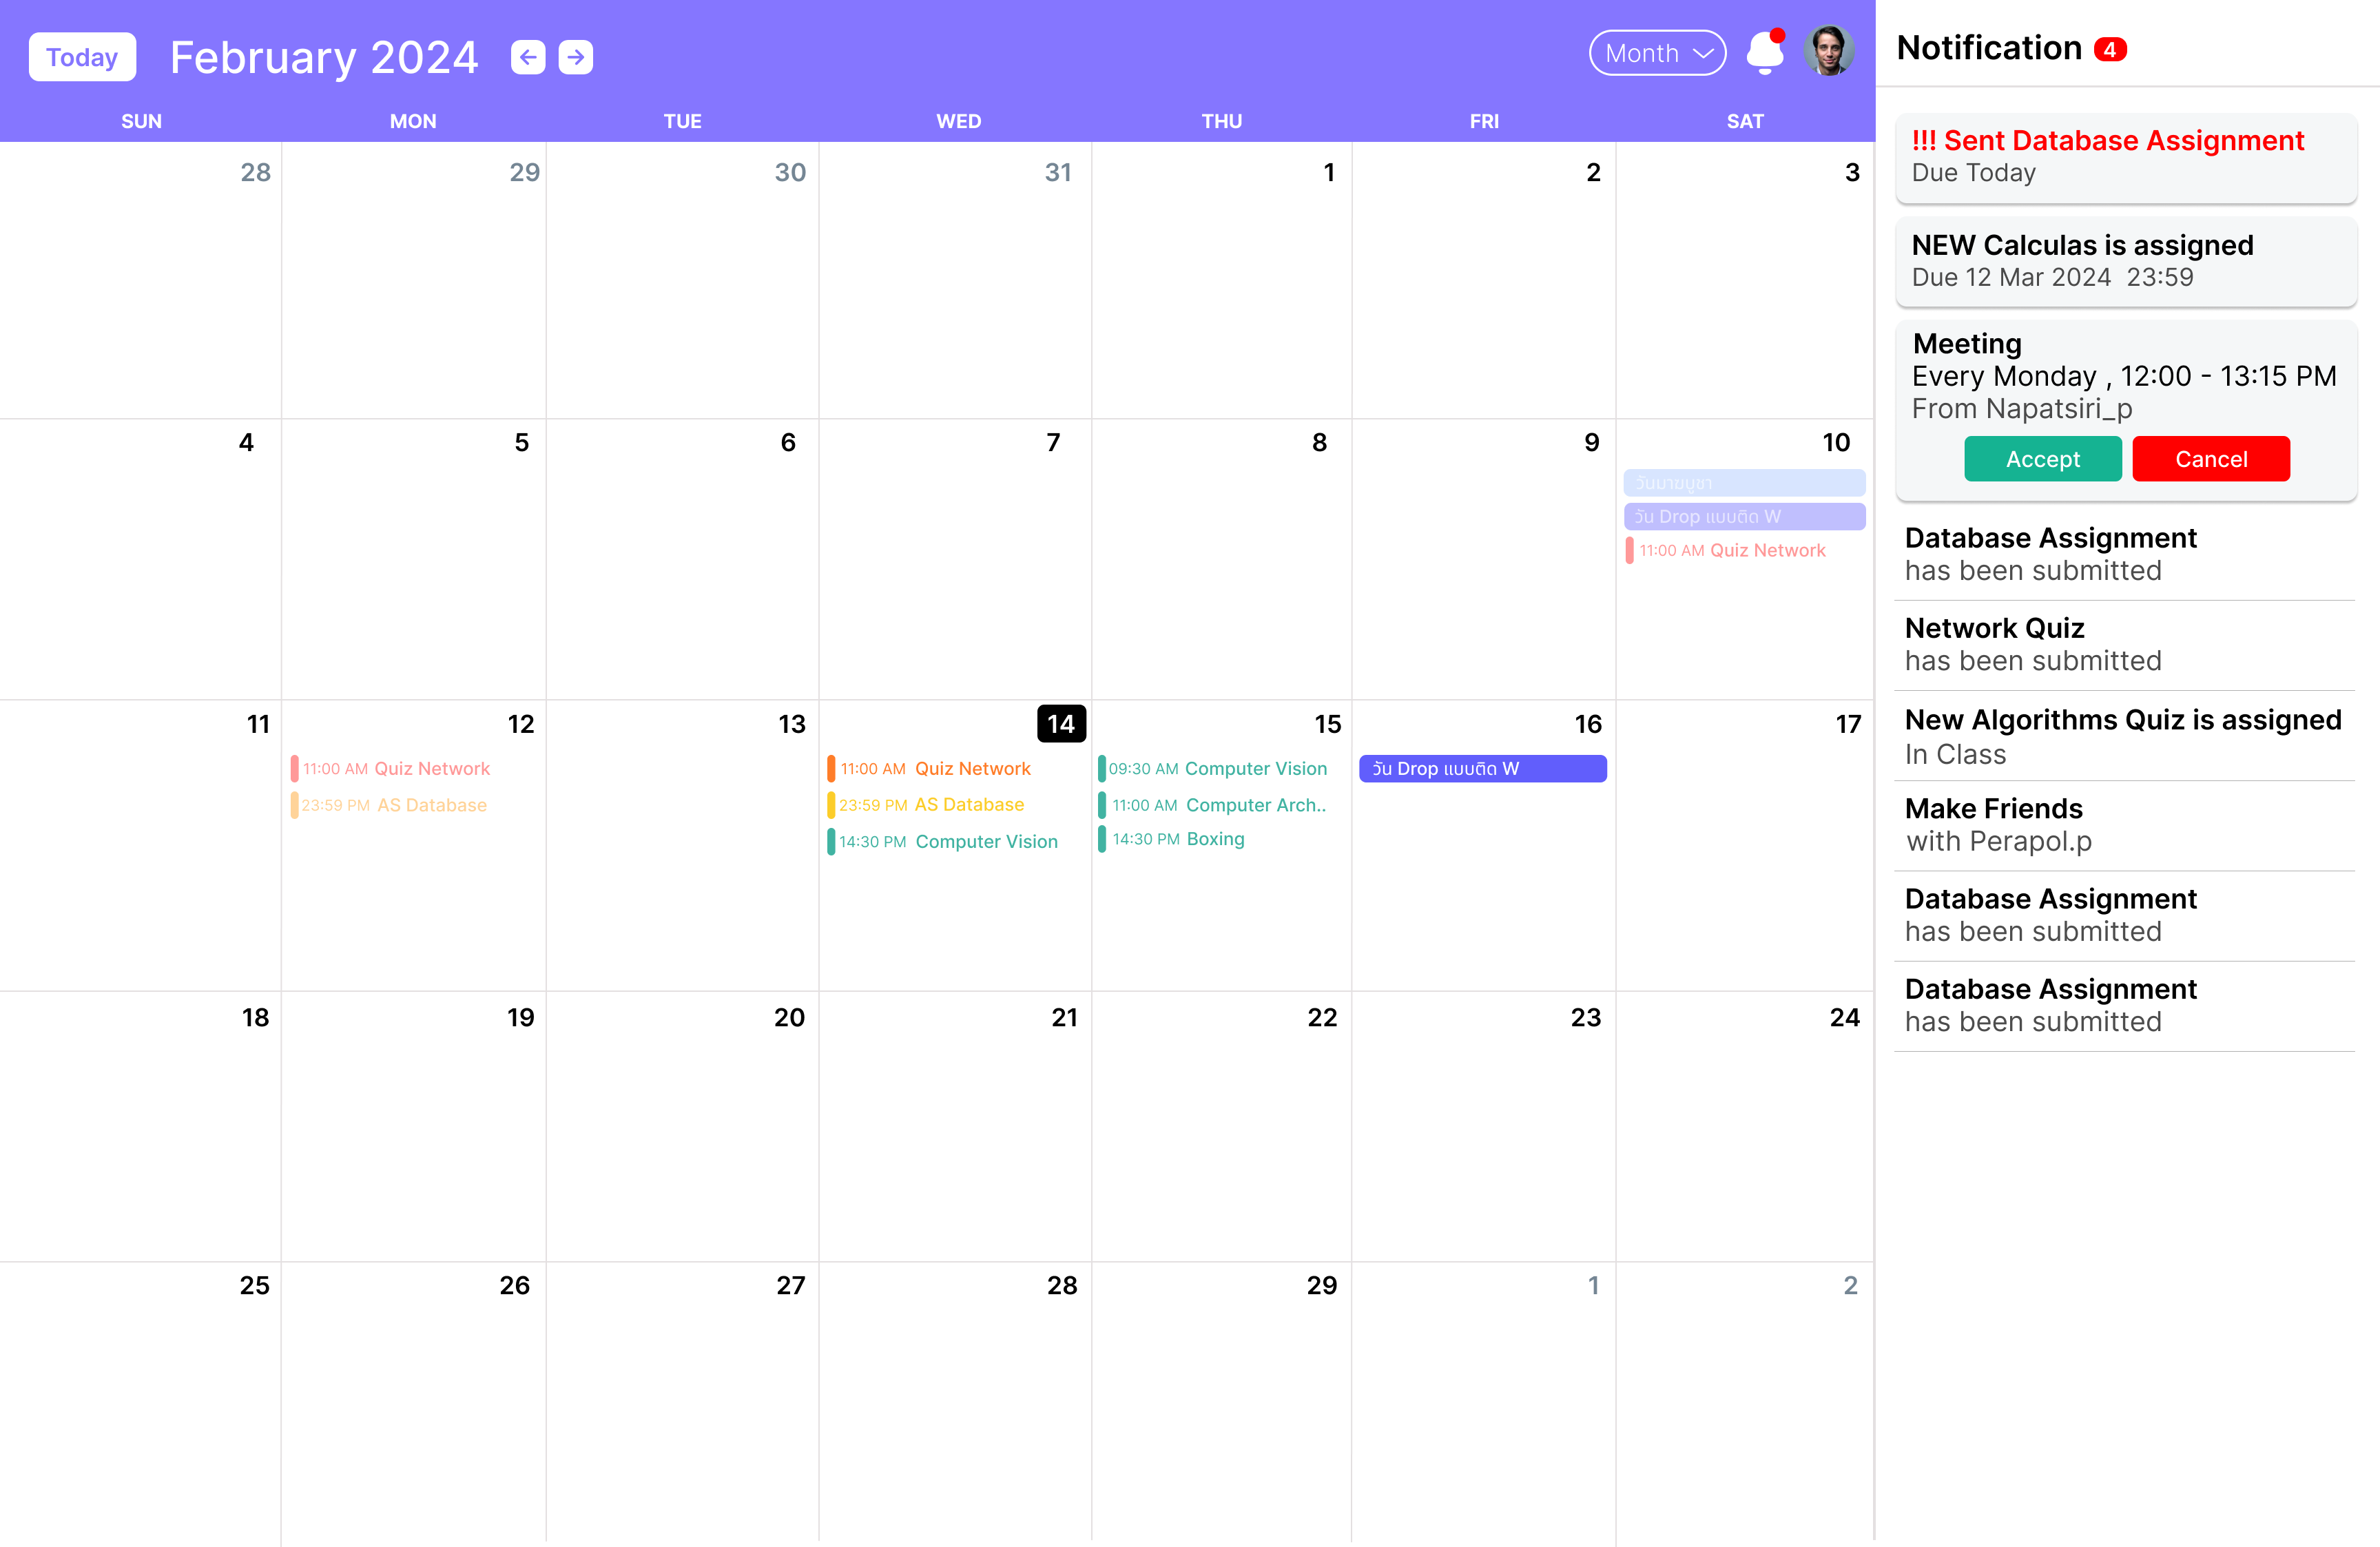 Today
February 2024
Month
SUN MON TUE WED THU FRI SAT
28 29 30 31 1 2 3
4 5 6 7 8 9 10
วันมาฆบูชา
วัน Drop แบบติด W
11:00 AM Quiz Network
11 12 13 14 15 16 17
11:00 AM Quiz Network
23:59 PM AS Database
11:00 AM Quiz Network
23:59 PM AS Database
14:30 PM Computer Vision
09:30 AM Computer Vision
11:00 AM Computer Arch..
14:30 PM Boxing
วัน Drop แบบติด W
18 19 20 21 22 23 24
25 26 27 28 29 1 2
Notification 4
!!! Sent Database Assignment
Due Today
NEW Calculas is assigned
Due 12 Mar 2024 23:59
Meeting
Every Monday , 12:00 - 13:15 PM
From Napatsiri_p
Accept Cancel
Database Assignment
has been submitted
Network Quiz
has been submitted
New Algorithms Quiz is assigned
In Class
Make Friends
with Perapol.p
Database Assignment
has been submitted
Database Assignment
has been submitted